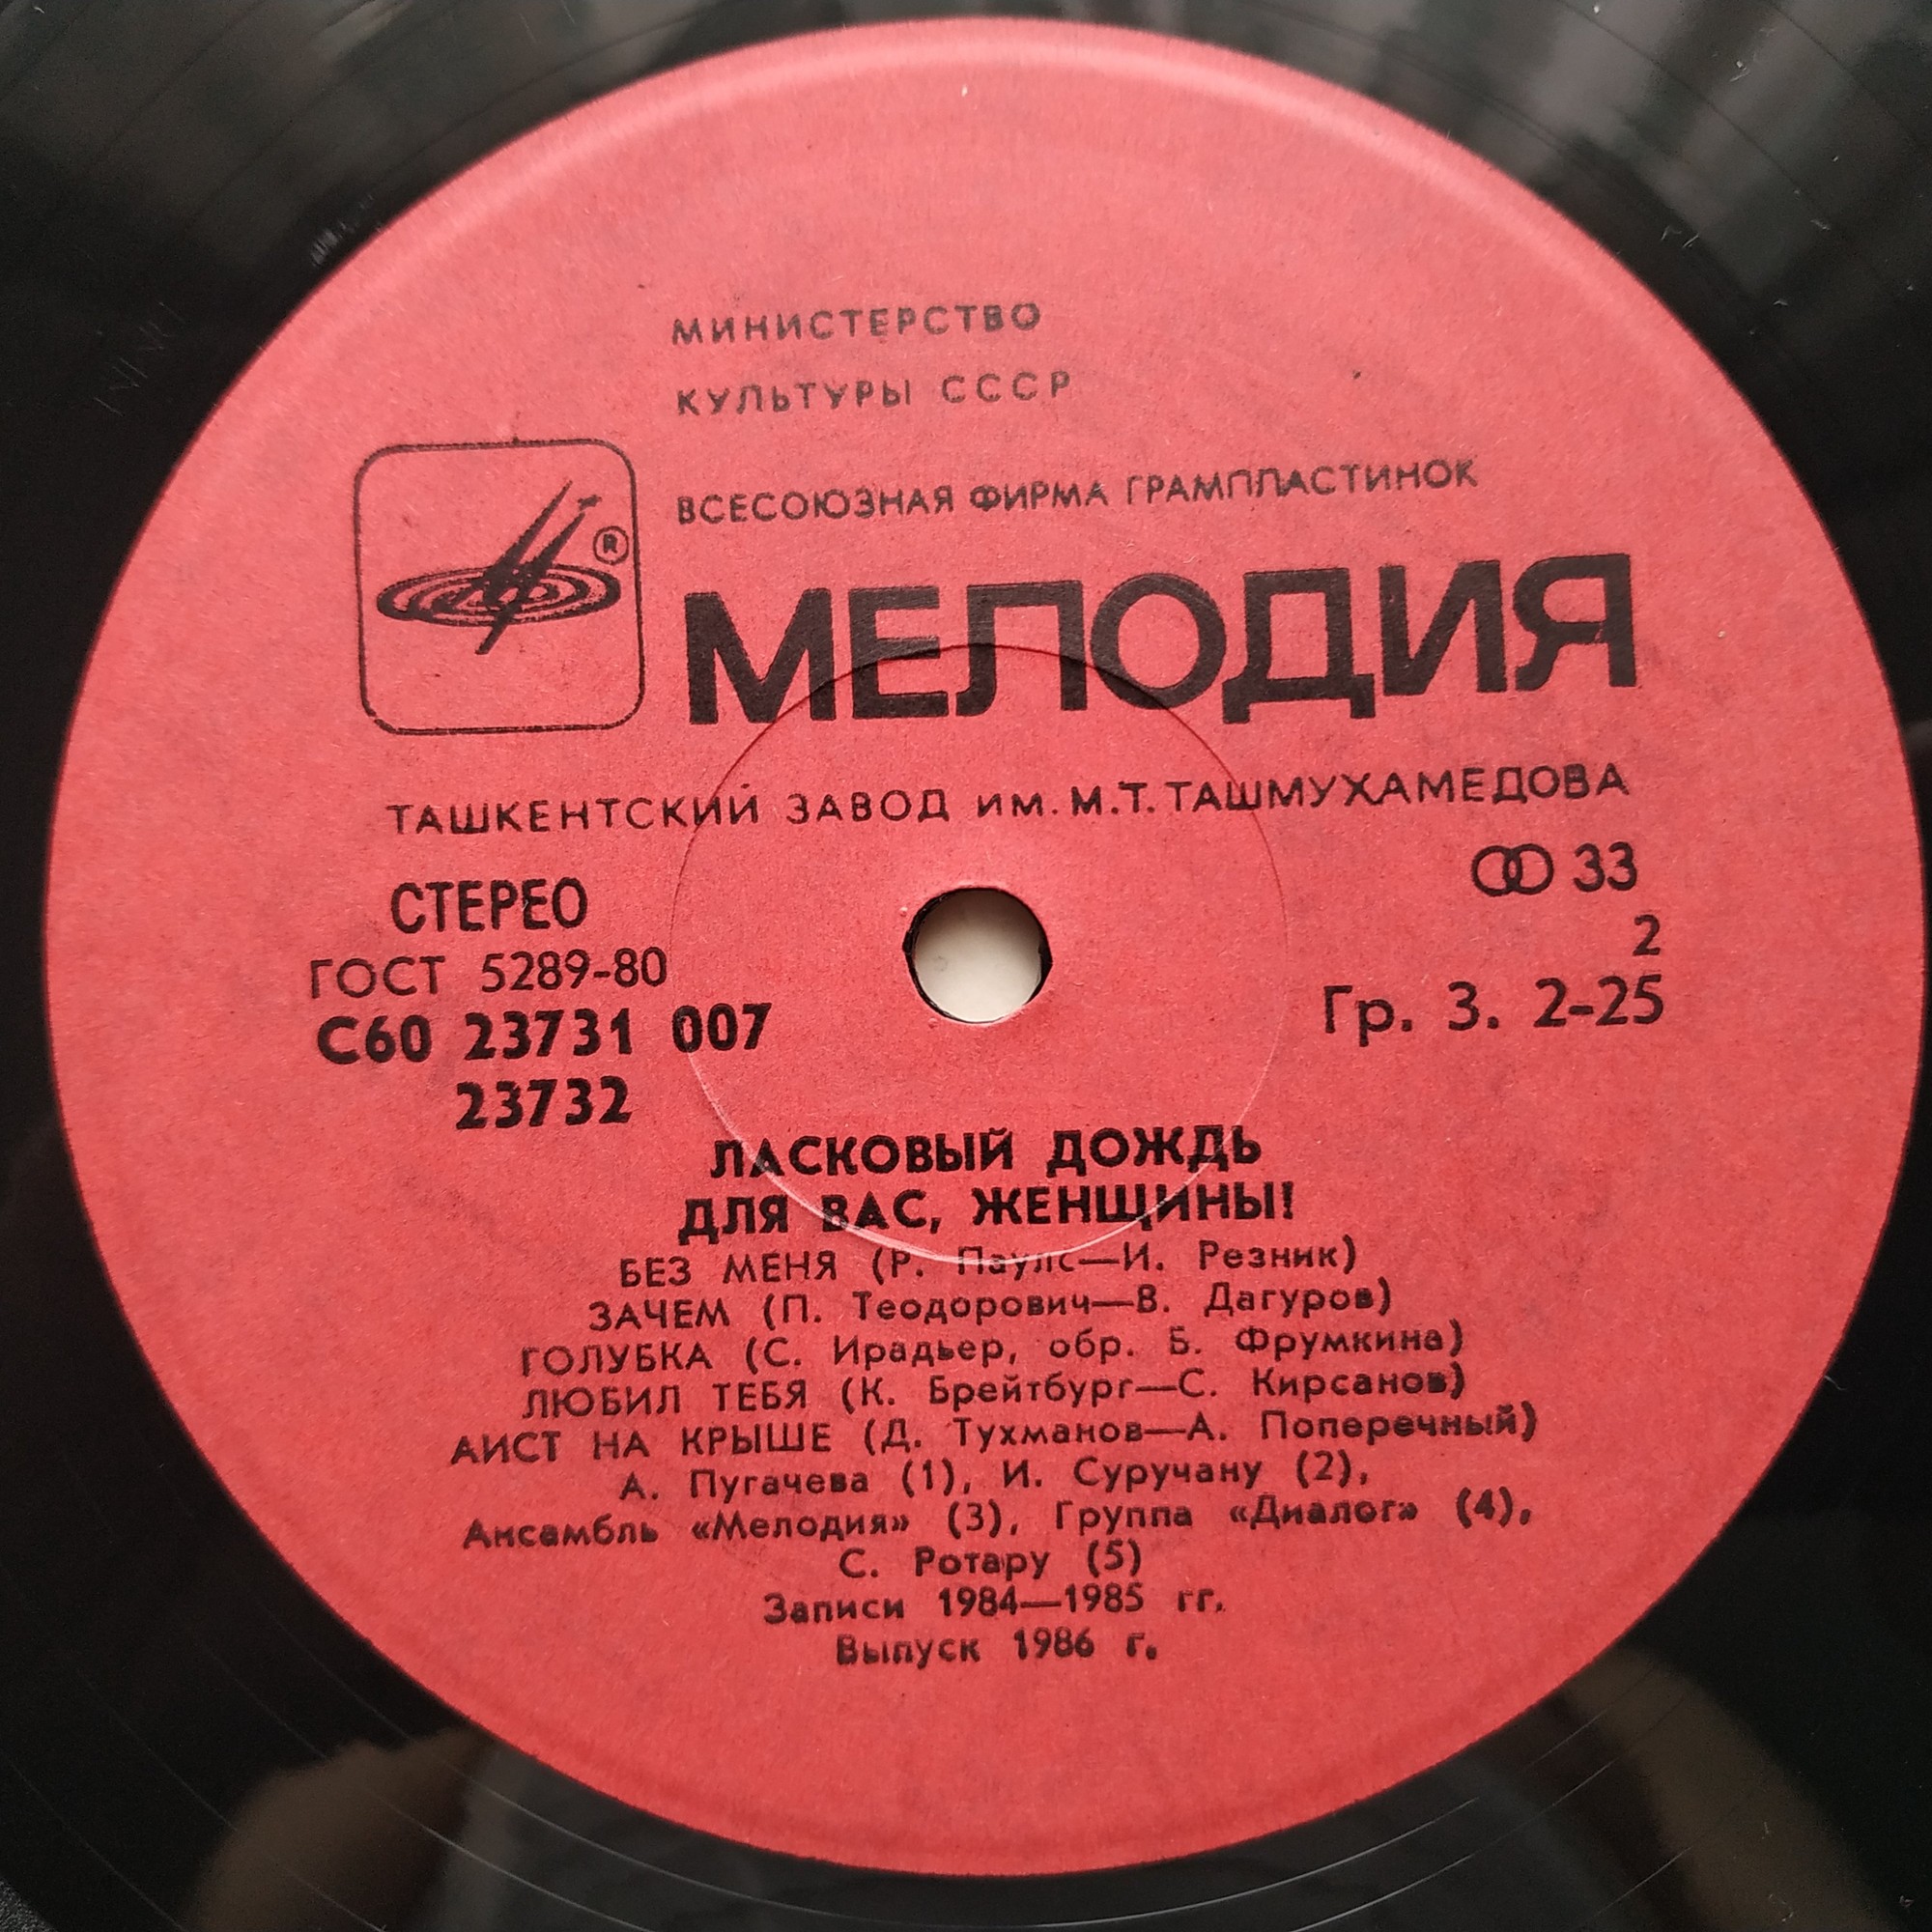 МИНИСТЕРСТВО
КУЛЬТУРЫ СССР
ВСЕСОЮЗНАЯ ФИРМА ГРАМПЛАСТИНОК
®
МЕЛОДИЯ
ТАШКЕНТСКИЙ ЗАВОД ИМ. М.Т. ТАШМУХАМЕДОВА
СТЕРЕО
33
ГОСТ 5289-80
2
С60 23731 007
Гр. 3. 2-25
23732
ЛАСКОВЫЙ ДОЖДЬ
ДЛЯ ВАС, ЖЕНЩИНЫ!
БЕЗ МЕНЯ (Р. Паулс—И. Резник)
ЗАЧЕМ (П. Теодорович—В. Дагуров)
ГОЛУБКА (С. Ирадьер, обр. Б. Фрумкина)
ЛЮБИЛ ТЕБЯ (К. Брейтбург—С. Кирсанов)
АИСТ НА КРЫШЕ (Д. Тухманов—А. Поперечный)
А. Пугачева (1), И. Суручану (2),
Ансамбль «Мелодия» (3), Группа «Диалог» (4),
С. Ротару (5)
Записи 1984—1985 гг.
Выпуск 1986 г.